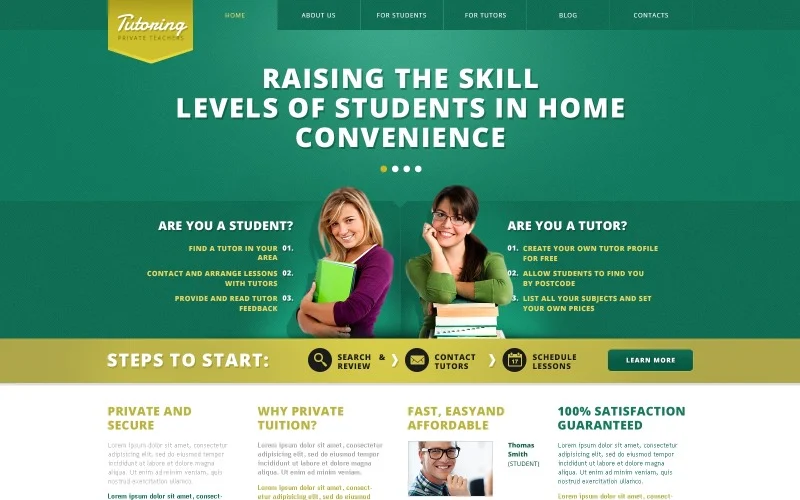 Tutoring
PRIVATE TEACHERS
HOME
ABOUT US
FOR STUDENTS
FOR TUTORS
BLOG
CONTACTS
RAISING THE SKILL
LEVELS OF STUDENTS IN HOME
CONVENIENCE
ARE YOU A STUDENT?
FIND A TUTOR IN YOUR 01.
AREA
CONTACT AND ARRANGE LESSONS 02.
WITH TUTORS
PROVIDE AND READ TUTOR 03.
FEEDBACK
ARE YOU A TUTOR?
01. CREATE YOUR OWN TUTOR PROFILE
FOR FREE
02. ALLOW STUDENTS TO FIND YOU
BY POSTCODE
3. LIST ALL YOUR SUBJECTS AND SET
YOUR OWN PRICES
STEPS TO START:
SEARCH &
REVIEW
CONTACT
TUTORS
17
SCHEDULE
LESSONS
LEARN MORE
PRIVATE AND
SECURE
Lorem ipsum dolor sit amet, consectetur
adipisicing elit, sed do eiusmod tempor
incididunt ut labore et dolore magna
aliqua. Ut enim ad minim veniam, quis
nostrud exercitation ullamco laboris.
Lorem ipsum dolor sit amet, consect-
WHY PRIVATE
TUITION?
Lorem ipsum dolor sit amet, consectetur
adipisicing elit, sed do eiusmod tempor
incididunt ut labore et dolore magna
aliqua. Ut enim ad minim veniam.
Lorem ipsum dolor sit amet, consect-
etur adipisicing elit, sed do eiusmod
FAST, EASYAND
AFFORDABLE
Thomas
Smith
(STUDENT)
100% SATISFACTION
GUARANTEED
Lorem ipsum dolor sit amet, consectetur
adipisicing elit, sed do eiusmod tempor
incididunt ut labore et dolore magna
aliqua. Ut enim ad minim veniam, quis
nostrud exercitation ullamco laboris.
Lorem ipsum dolor sit amet, consect-